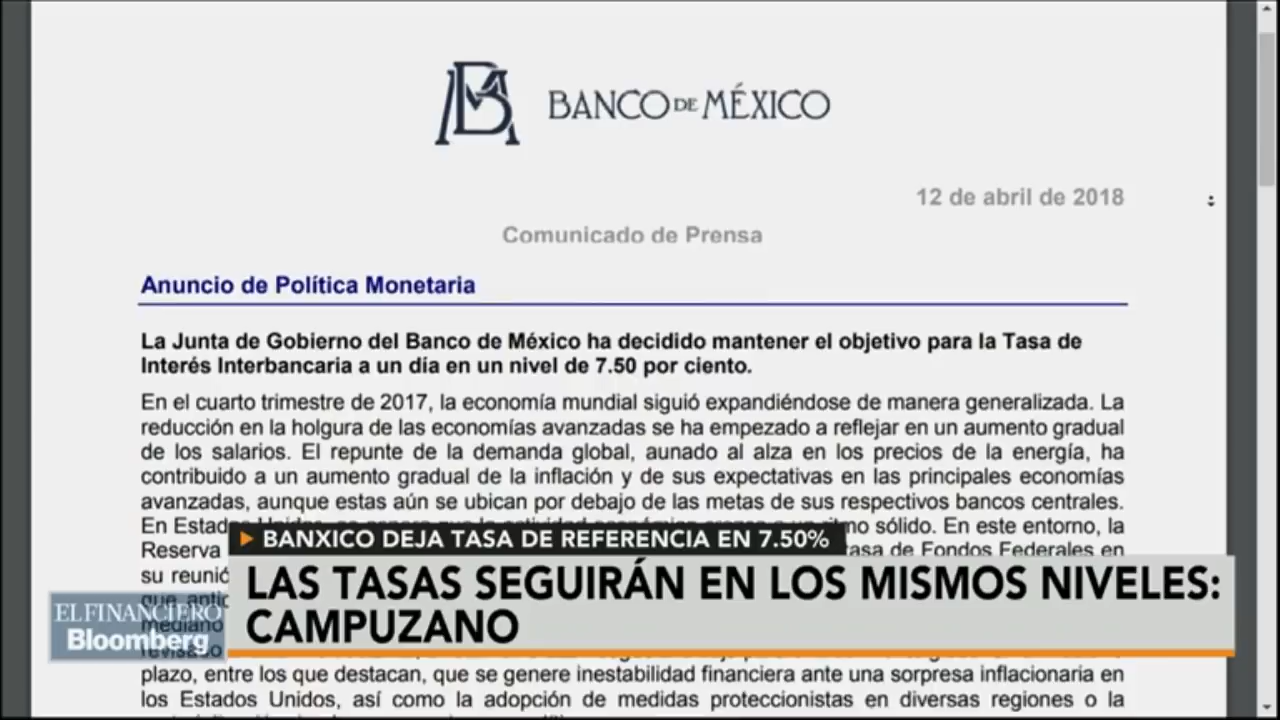 BM BANCO DE MÉXICO
12 de abril de 2018
Comunicado de Prensa
Anuncio de Política Monetaria
La Junta de Gobierno del Banco de México ha decidido mantener el objetivo para la Tasa de
Interés Interbancaria a un día en un nivel de 7.50 por ciento.
En el cuarto trimestre de 2017, la economía mundial siguió expandiéndose de manera generalizada. La
reducción en la holgura de las economías avanzadas se ha empezado a reflejar en un aumento gradual
de los salarios. El repunte de la demanda global, aunado al alza en los precios de la energía, ha
contribuido a un aumento gradual de la inflación y de sus expectativas en las principales economías
avanzadas, aunque estas aún se ubican por debajo de las metas de sus respectivos bancos centrales.
En Estados sólido. En este entorno, la
Reserva tasa de Fondos Federales en
su
BANXICO DEJA TASA DE REFERENCIA EN 7.50%
LAS TASAS SEGUIRÁN EN LOS MISMOS NIVELES:
CAMPUZANO
EL FINANCIERO
Bloomberg
plazo, entre los que destacan, que se genere inestabilidad financiera ante una sorpresa inflacionaria en
los Estados Unidos, así como la adopción de medidas proteccionistas en diversas regiones o la